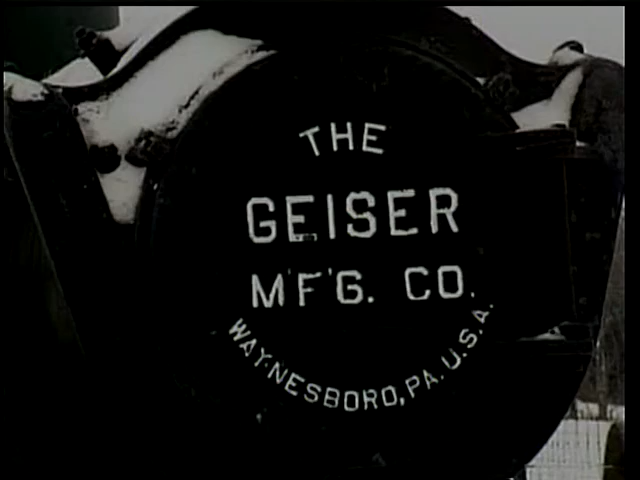 THE
GEISER
M'F'G. CO.
WAYNESBORO, PA. U.S.A.